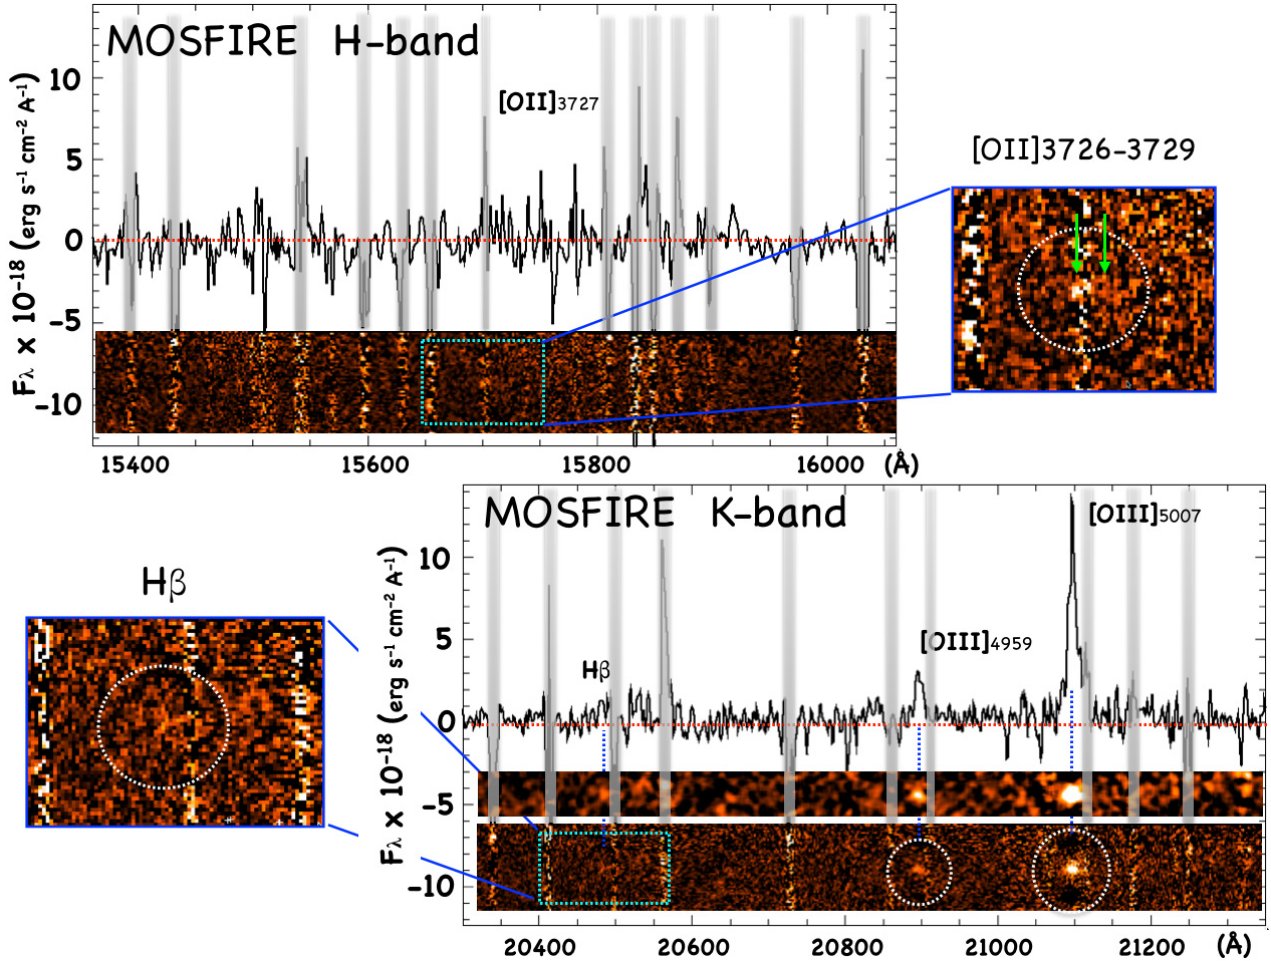 MOSFIRE H-band
[OII]3727
10
5
0
-5
-10
Fλ x 10⁻¹⁸ (erg s⁻¹ cm⁻² A⁻¹)
15400 15600 15800 16000 (Å)
[OII]3726-3729
MOSFIRE K-band
[OIII]5007
[OIII]4959
Hβ
10
5
0
-5
-10
Fλ x 10⁻¹⁸ (erg s⁻¹ cm⁻² A⁻¹)
20400 20600 20800 21000 21200 (Å)
Hβ